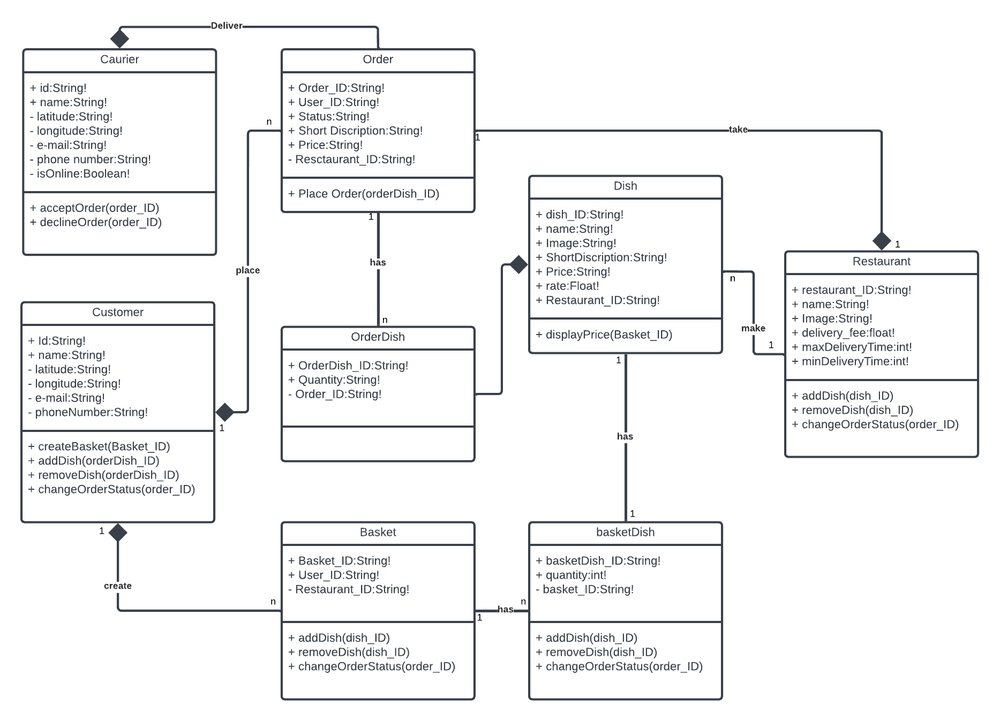 Deliver
Caurier
+ id:String!
+ name:String!
- latitude:String!
- longitude:String!
- e-mail:String!
- phone number:String!
- isOnline:Boolean!
+ acceptOrder(order_ID)
+ declineOrder(order_ID)
Order
+ Order_ID:String!
+ User_ID:String!
+ Status:String!
+ Short Discription:String!
+ Price:String!
- Resctaurant_ID:String!
+ Place Order(orderDish_ID)
n
1
take
1
1
has
n
place
Dish
+ dish_ID:String!
+ name:String!
+ Image:String!
+ ShortDiscription:String!
+ Price:String!
+ rate:Float!
+ Restaurant_ID:String!
+ displayPrice(Basket_ID)
n
make
1
Restaurant
+ restaurant_ID:String!
+ name:String!
+ Image:String!
+ delivery_fee:float!
+ maxDeliveryTime:int!
+ minDeliveryTime:int!
+ addDish(dish_ID)
+ removeDish(dish_ID)
+ changeOrderStatus(order_ID)
Customer
+ Id:String!
+ name:String!
- latitude:String!
- longitude:String!
- e-mail:String!
- phoneNumber:String!
+ createBasket(Basket_ID)
+ addDish(orderDish_ID)
+ removeDish(orderDish_ID)
+ changeOrderStatus(order_ID)
1
OrderDish
+ OrderDish_ID:String!
+ Quantity:String!
- Order_ID:String!
1
has
1
1
create
n
Basket
+ Basket_ID:String!
+ User_ID:String!
- Restaurant_ID:String!
+ addDish(dish_ID)
+ removeDish(dish_ID)
+ changeOrderStatus(order_ID)
1
has
n
basketDish
+ basketDish_ID:String!
+ quantity:int!
- basket_ID:String!
+ addDish(dish_ID)
+ removeDish(dish_ID)
+ changeOrderStatus(order_ID)